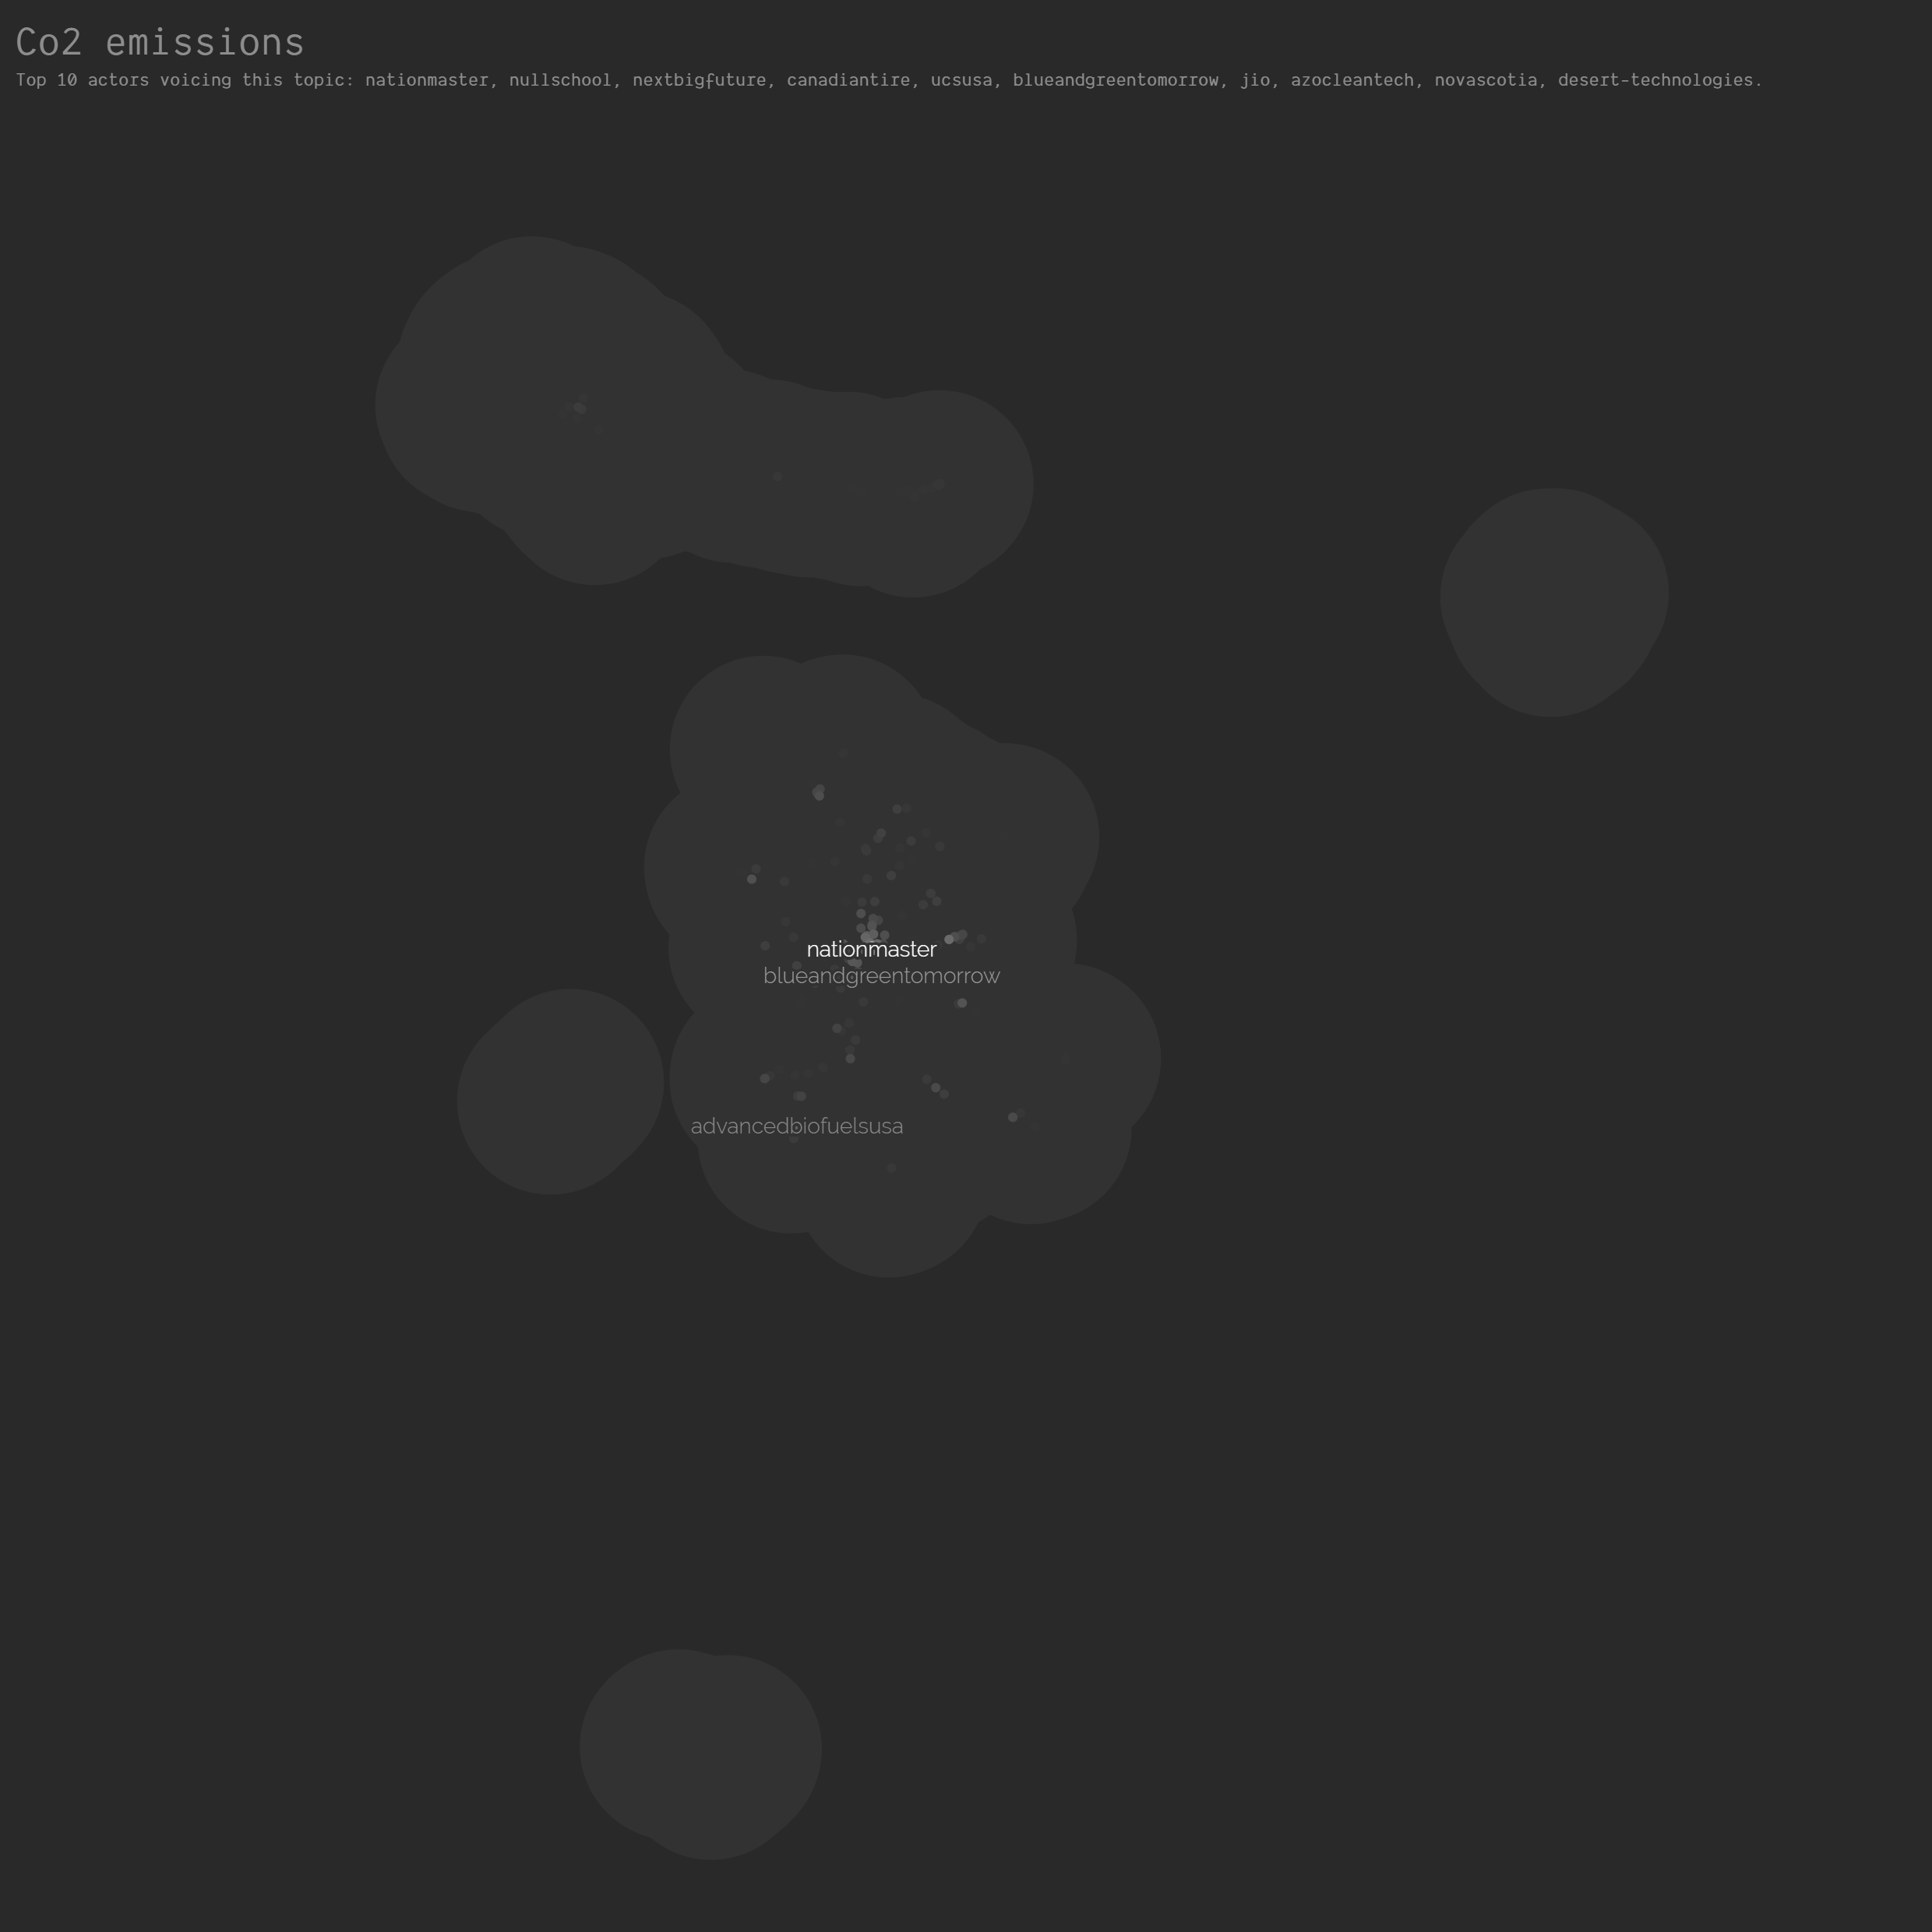 Co2 emissions
Top 10 actors voicing this topic: nationmaster, nullschool, nextbigfuture, canadiantire, ucsusa, blueandgreentomorrow, jio, azocleantech, novascotia, desert-technologies.
nationmaster
blueandgreentomorrow
advancedbiofuelsusa